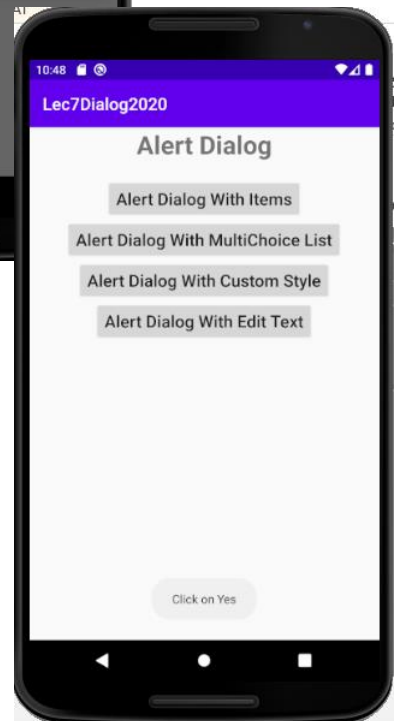 10:48
Lec7Dialog2020
Alert Dialog
Alert Dialog With Items
Alert Dialog With MultiChoice List
Alert Dialog With Custom Style
Alert Dialog With Edit Text
Click on Yes